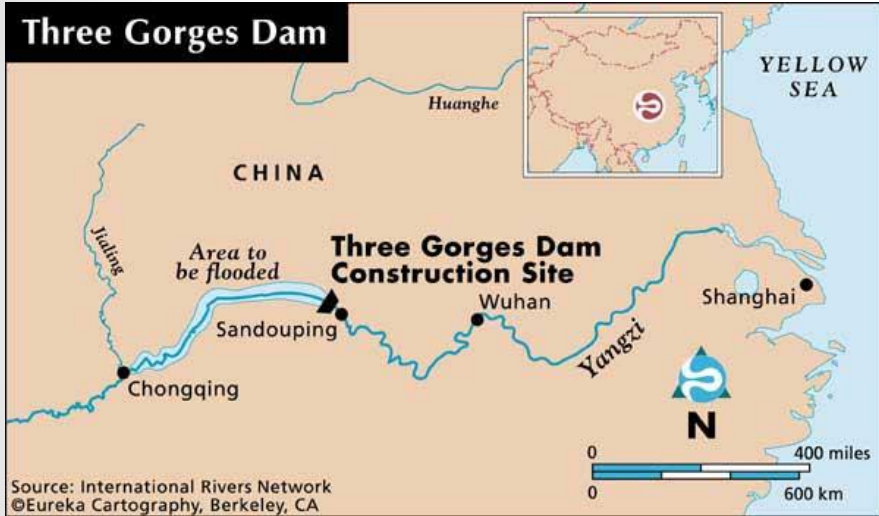 Three Gorges Dam
YELLOW
SEA
Huanghe
CHINA
Jialing
Area to
be flooded
Three Gorges Dam
Construction Site
Wuhan
Shanghai
Sandouping
Yangzi
Chongqing
N
0 400 miles
0 600 km
Source: International Rivers Network
©Eureka Cartography, Berkeley, CA